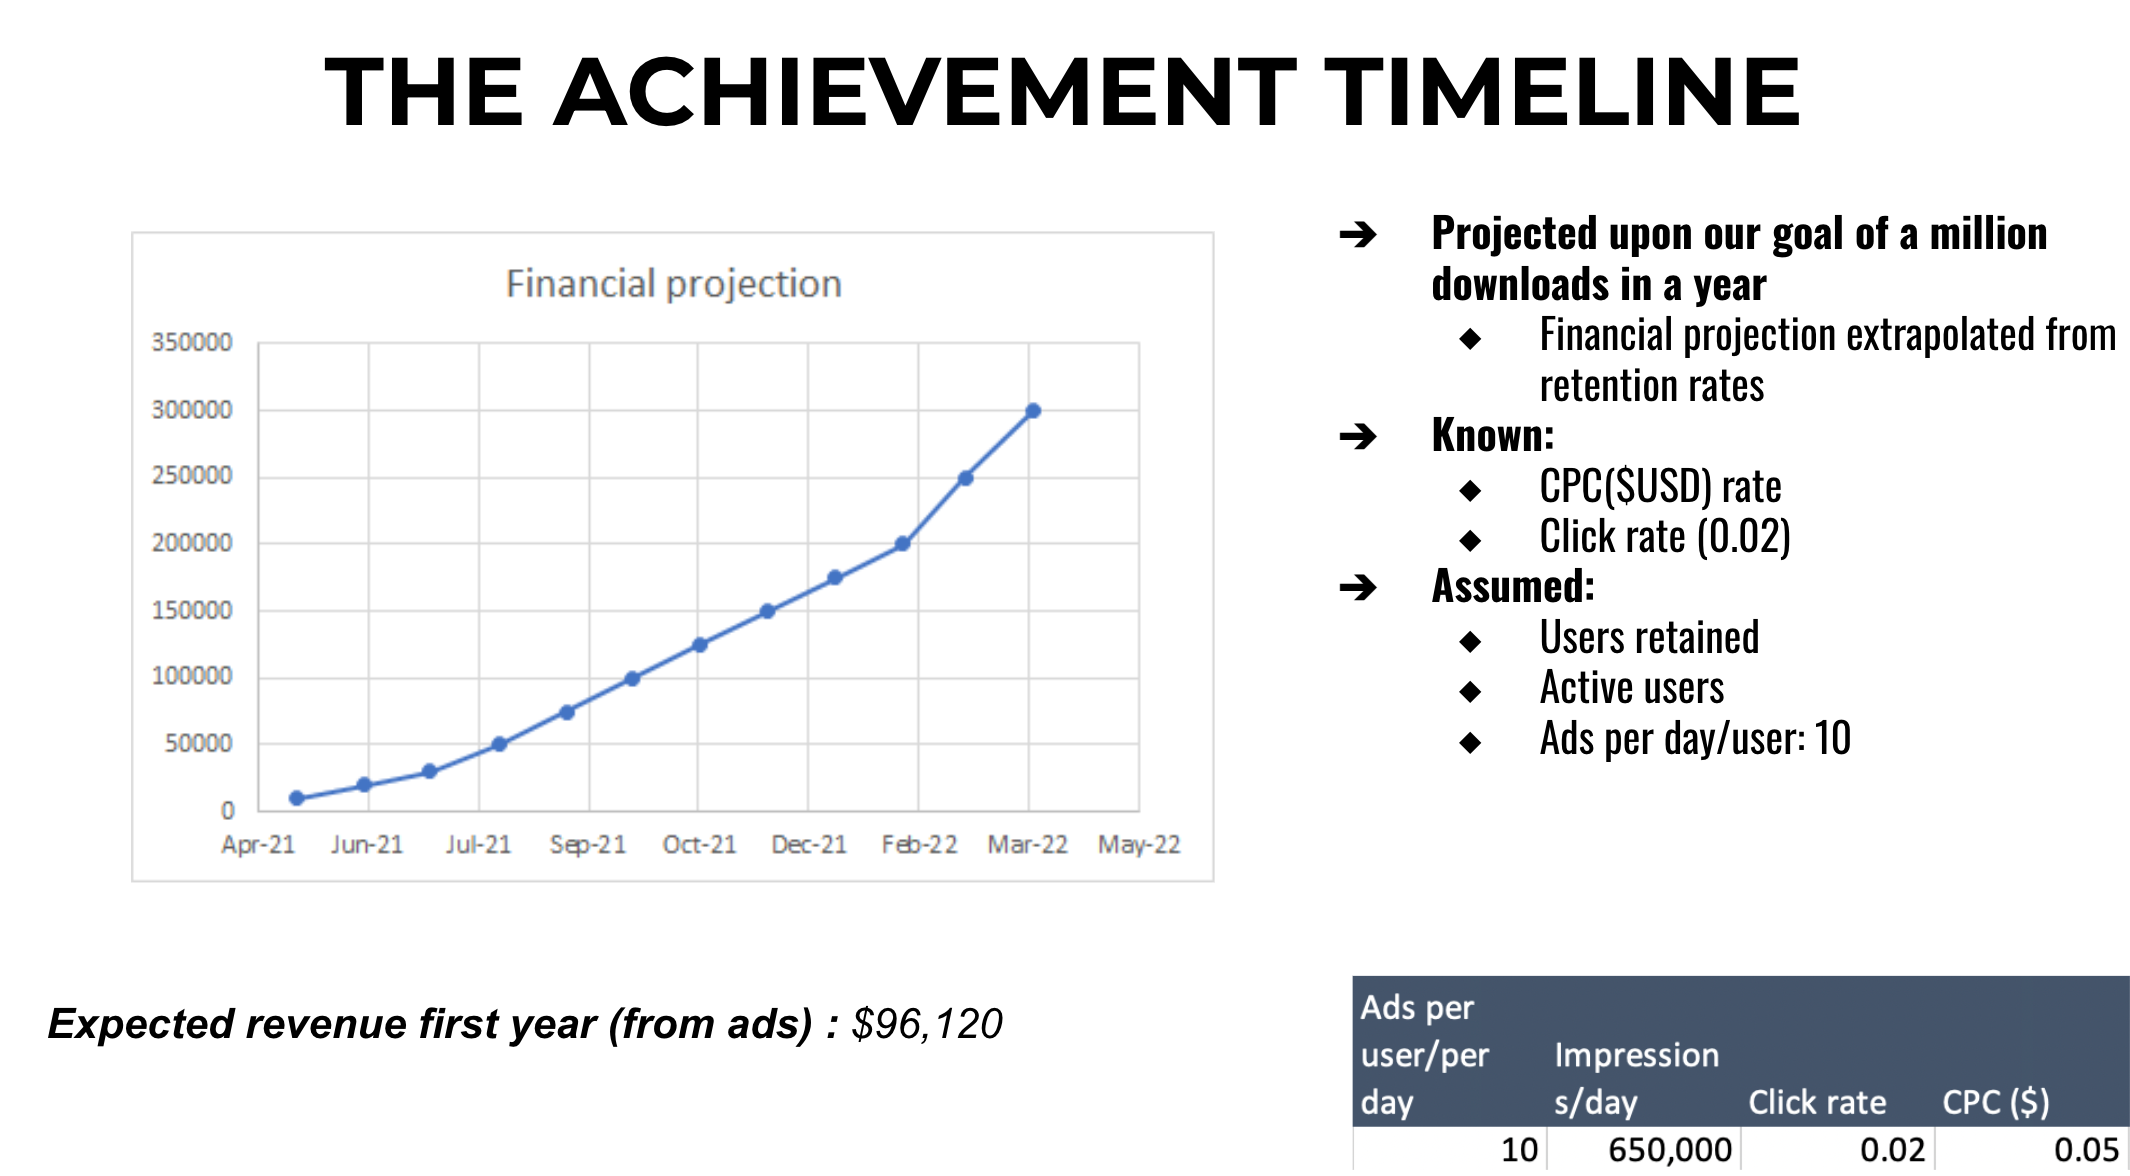 THE ACHIEVEMENT TIMELINE
Financial projection
350000
300000
250000
200000
150000
100000
50000
0
Apr-21 Jun-21 Jul-21 Sep-21 Oct-21 Dec-21 Feb-22 Mar-22 May-22
➔ Projected upon our goal of a million
downloads in a year
◆ Financial projection extrapolated from
retention rates
➔ Known:
◆ CPC($USD) rate
◆ Click rate (0.02)
➔ Assumed:
◆ Users retained
◆ Active users
◆ Ads per day/user: 10
Expected revenue first year (from ads) : $96,120
Ads per
user/per Impression
day s/day Click rate CPC ($)
10 650,000 0.02 0.05